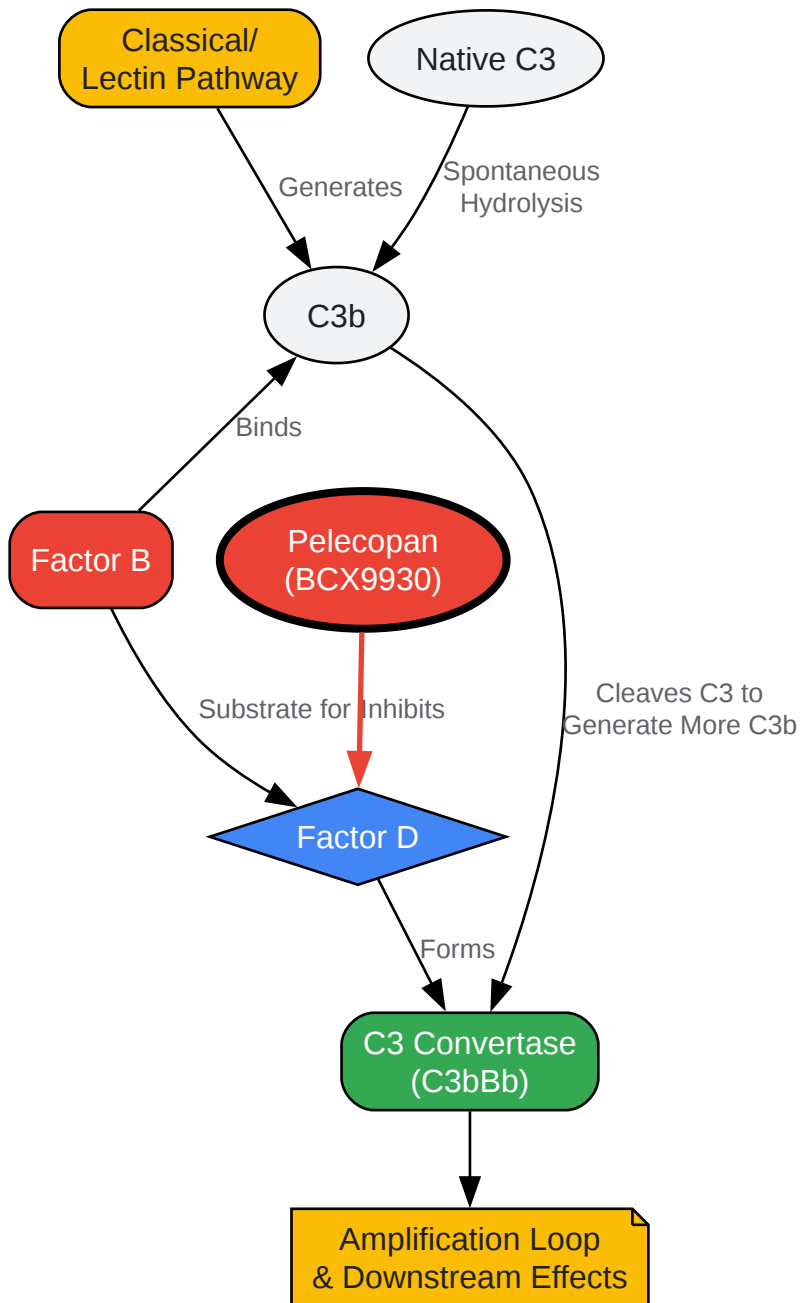 Classical/
Lectin Pathway
Native C3
Generates
Spontaneous
Hydrolysis
C3b
Binds
Factor B
Pelecopan
(BCX9930)
Substrate for
Inhibits
Cleaves C3 to
Generate More C3b
Factor D
Forms
C3 Convertase
(C3bBb)
Amplification Loop
& Downstream Effects